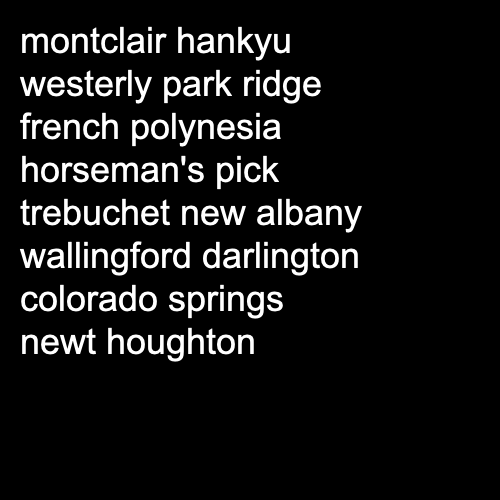 montclair hankyu
westerly park ridge
french polynesia
horseman's pick
trebuchet new albany
wallingford darlington
colorado springs
newt houghton